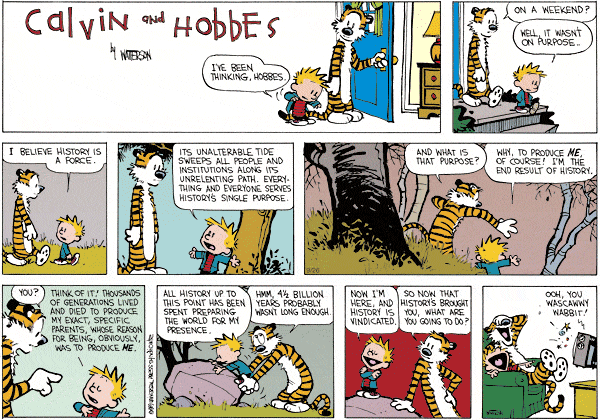 Calvin and Hobbes
by WATTERSON
I'VE BEEN
THINKING, HOBBES.
ON A WEEKEND?
WELL, IT WASN'T
ON PURPOSE..
I BELIEVE HISTORY IS
A FORCE.
ITS UNALTERABLE TIDE
SWEEPS ALL PEOPLE AND
INSTITUTIONS ALONG ITS
UNRELENTING PATH. EVERY-
THING AND EVERYONE SERVES
HISTORY'S SINGLE PURPOSE.
AND WHAT IS
THAT PURPOSE?
WHY, TO PRODUCE ME,
OF COURSE! I'M THE
END RESULT OF HISTORY.
YOU?
THINK OF IT! THOUSANDS
OF GENERATIONS LIVED
AND DIED TO PRODUCE
MY EXACT, SPECIFIC
PARENTS, WHOSE REASON
FOR BEING, OBVIOUSLY,
WAS TO PRODUCE ME.
ALL HISTORY UP TO
THIS POINT HAS BEEN
SPENT PREPARING
THE WORLD FOR MY
PRESENCE.
HMM, 4½ BILLION
YEARS PROBABLY
WASN'T LONG ENOUGH.
NOW I'M
HERE, AND
HISTORY IS
VINDICATED.
SO NOW THAT
HISTORY'S BROUGHT
YOU, WHAT ARE
YOU GOING TO DO?
OOH, YOU
WASCAWWY
WABBIT!